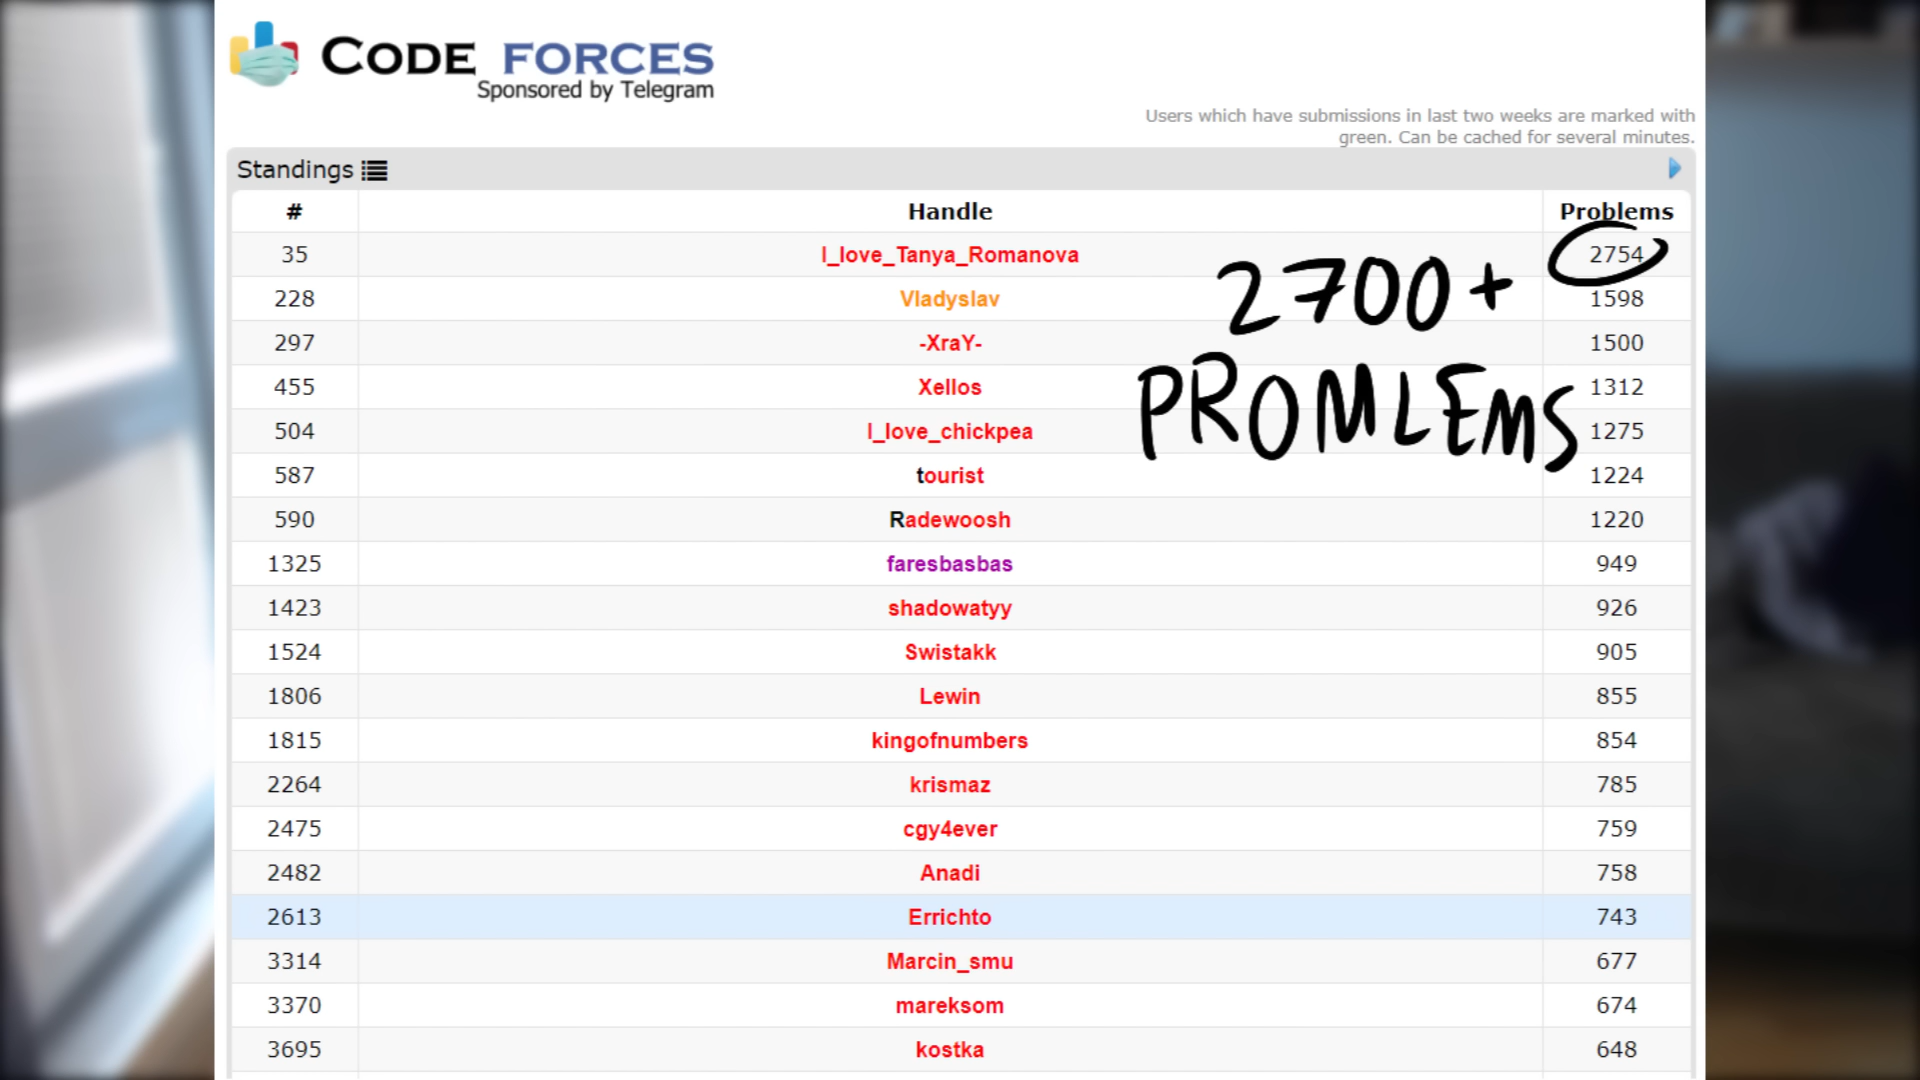 CODE FORCES
Sponsored by Telegram
Users which have submissions in last two weeks are marked with
green. Can be cached for several minutes.
Standings
# Handle Problems
35 I_love_Tanya_Romanova 2754
228 Vladyslav 1598
297 -XraY- 1500
455 Xellos 1312
504 I_love_chickpea 1275
587 tourist 1224
590 Radewoosh 1220
1325 faresbasbas 949
1423 shadowatyy 926
1524 Swistakk 905
1806 Lewin 855
1815 kingofnumbers 854
2264 krismaz 785
2475 cgy4ever 759
2482 Anadi 758
2613 Errichto 743
3314 Marcin_smu 677
3370 mareksom 674
3695 kostka 648
2700+
PROMLEMS